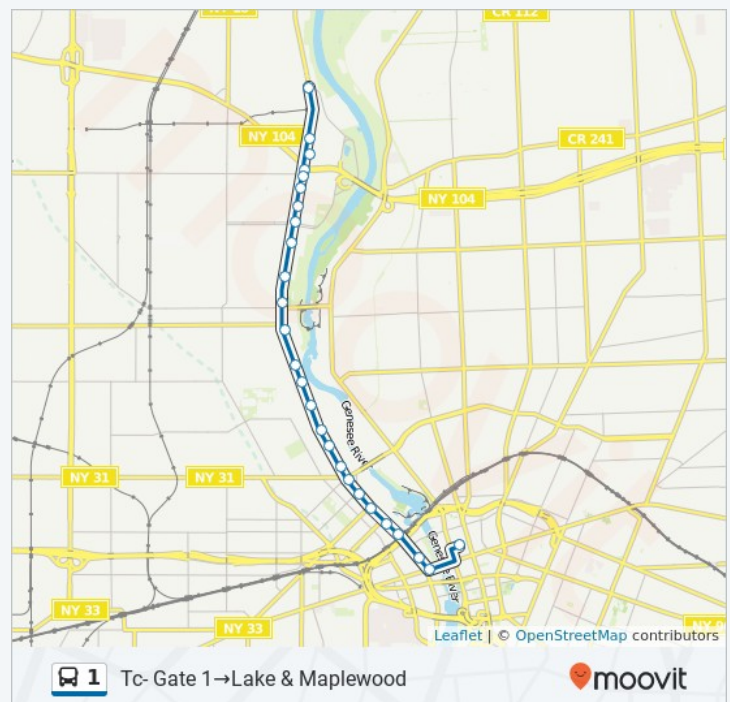 CR 112
NY 104
CR 241
NY 104
Genesee River
NY 31
NY 31
Genesee River
NY 33
NY 33
Leaflet | © OpenStreetMap contributors
1 Tc- Gate 1→Lake & Maplewood
moovit